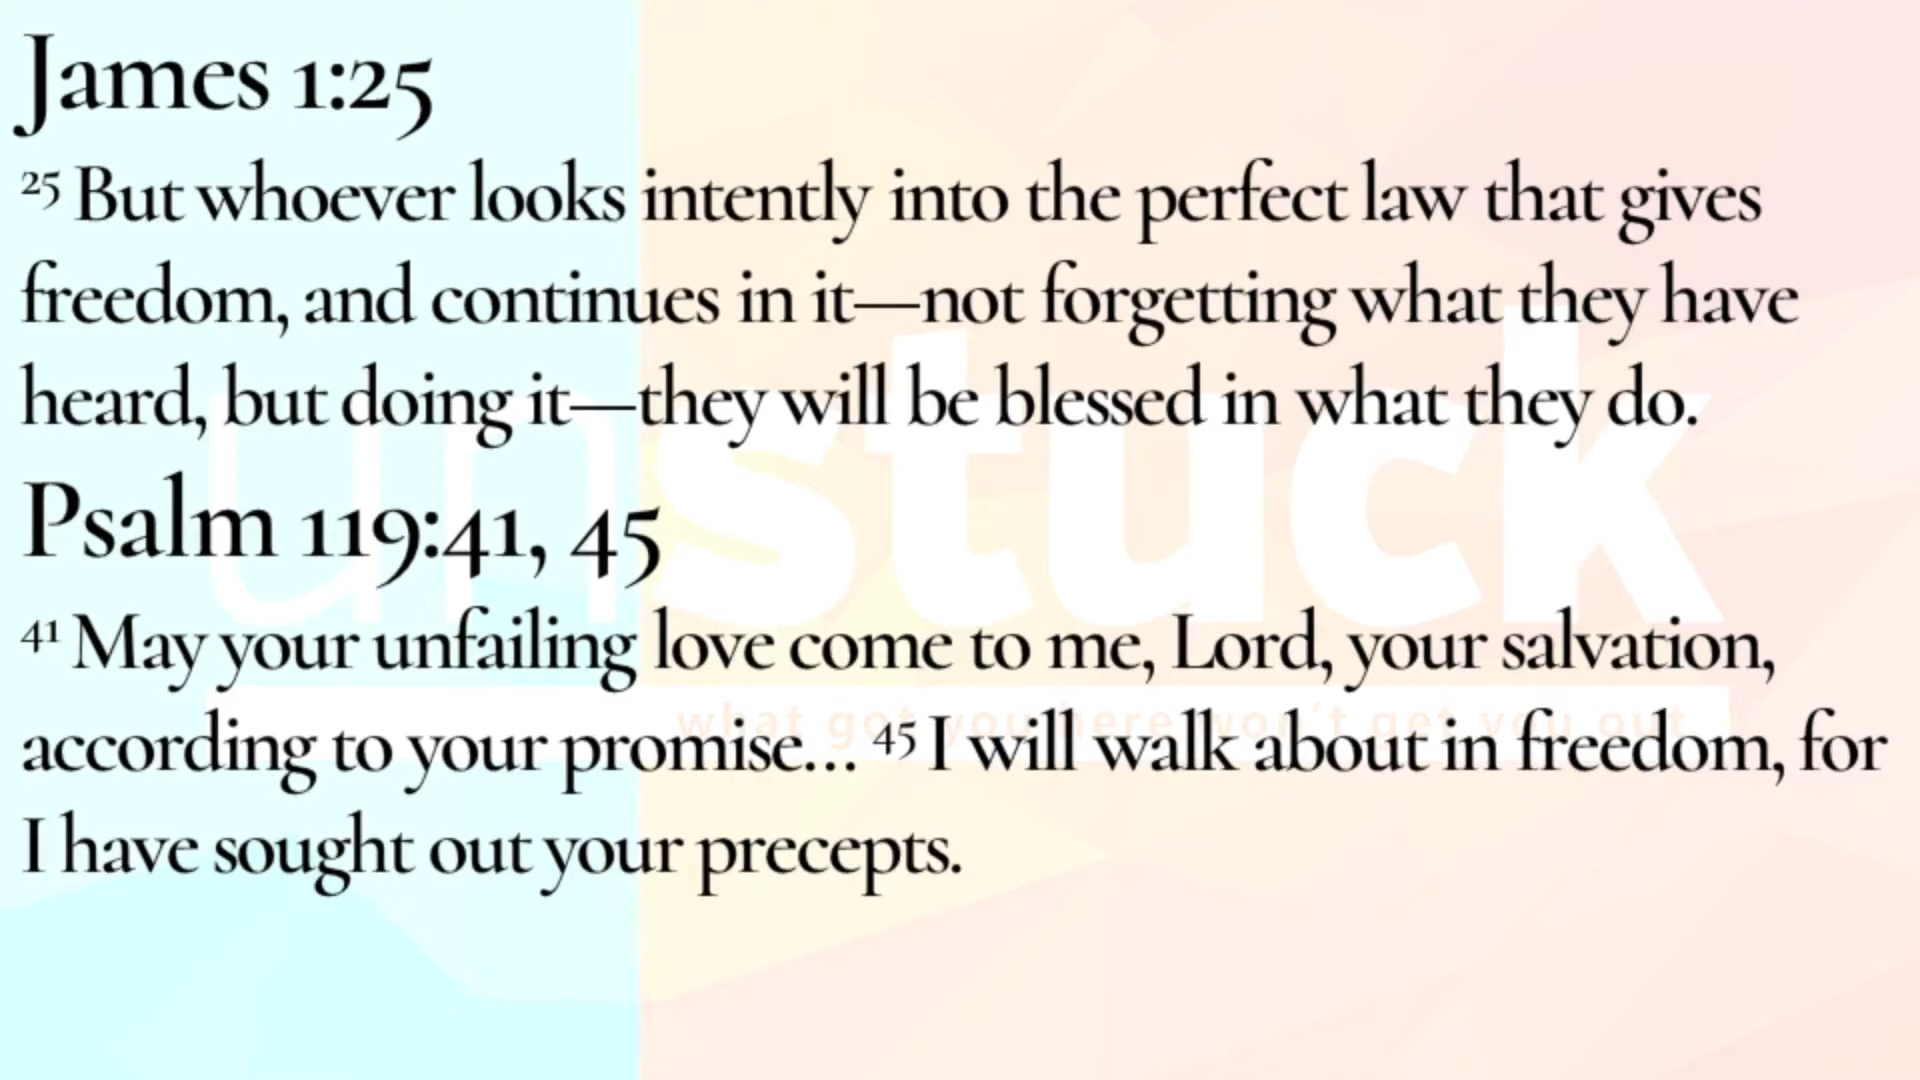 James 1:25
25 But whoever looks intently into the perfect law that gives
freedom, and continues in it—not forgetting what they have
heard, but doing it—they will be blessed in what they do.
unstuck
Psalm 119:41, 45
41 May your unfailing love come to me, Lord, your salvation,
what got you here won't get you out
according to your promise... 45 I will walk about in freedom, for
I have sought out your precepts.